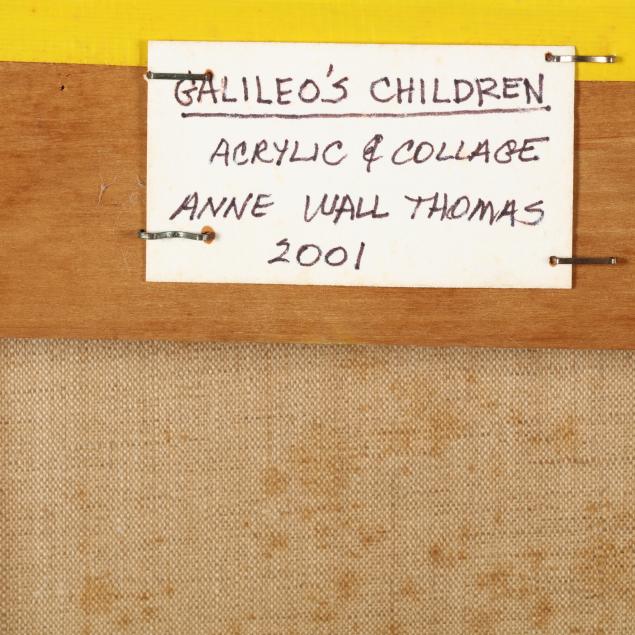 GALILEO'S CHILDREN
ACRYLIC & COLLAGE
ANNE WALL THOMAS
2001